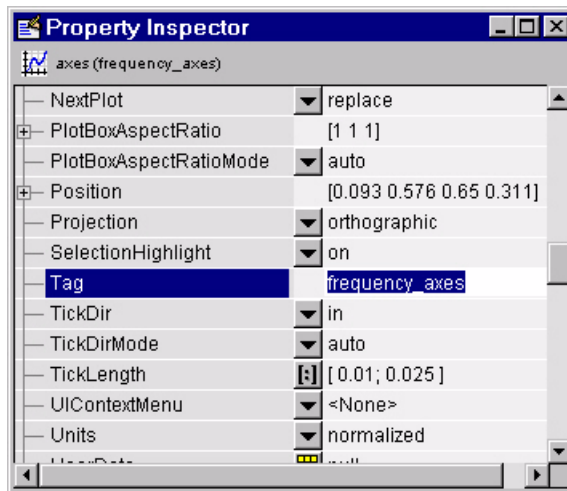 Property Inspector
axes (frequency_axes)
NextPlot replace
PlotBoxAspectRatio [1 1 1]
PlotBoxAspectRatioMode auto
Position [0.093 0.576 0.65 0.311]
Projection orthographic
SelectionHighlight on
Tag frequency_axes
TickDir in
TickDirMode auto
TickLength [:] [ 0.01; 0.025 ]
UIContextMenu <None>
Units normalized
UserData null